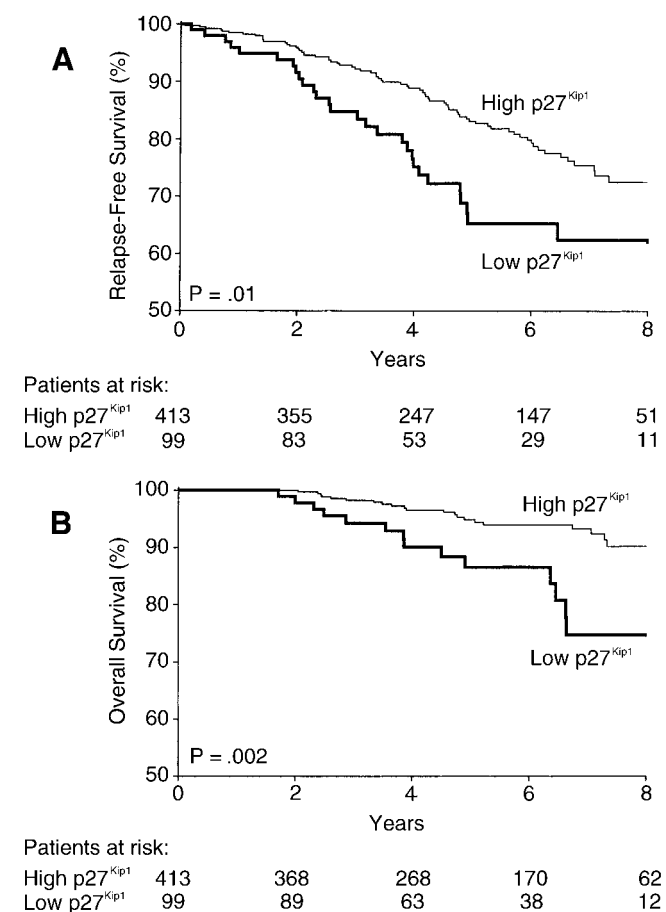 A
Relapse-Free Survival (%)
100
90
80
70
60
50
High p27Kip1
Low p27Kip1
P = .01
0 2 4 6 8
Years
Patients at risk:
High p27Kip1 413 355 247 147 51
Low p27Kip1 99 83 53 29 11
B
Overall Survival (%)
100
90
80
70
60
50
High p27Kip1
Low p27Kip1
P = .002
0 2 4 6 8
Years
Patients at risk:
High p27Kip1 413 368 268 170 62
Low p27Kip1 99 89 63 38 12